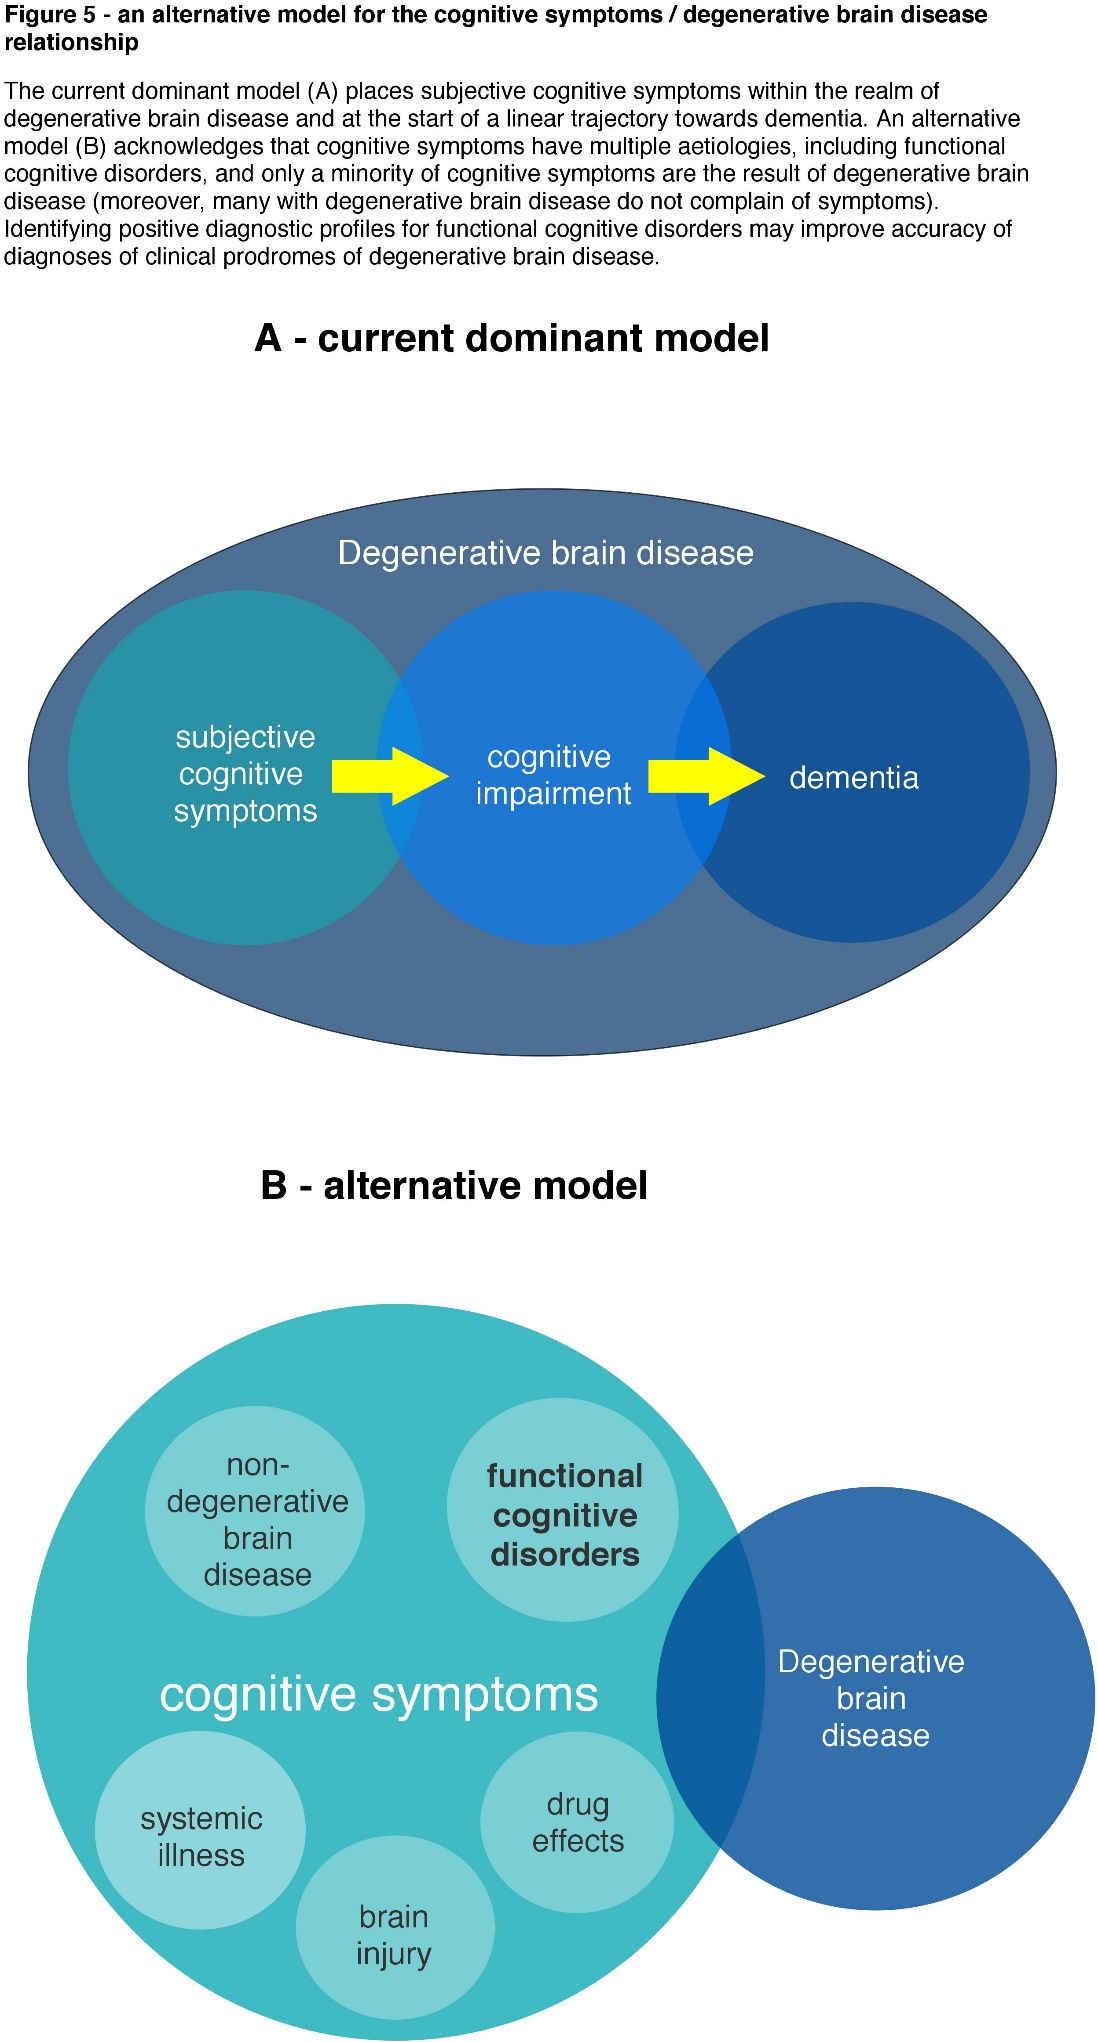 Figure 5 - an alternative model for the cognitive symptoms / degenerative brain disease
relationship
The current dominant model (A) places subjective cognitive symptoms within the realm of
degenerative brain disease and at the start of a linear trajectory towards dementia. An alternative
model (B) acknowledges that cognitive symptoms have multiple aetiologies, including functional
cognitive disorders, and only a minority of cognitive symptoms are the result of degenerative brain
disease (moreover, many with degenerative brain disease do not complain of symptoms).
Identifying positive diagnostic profiles for functional cognitive disorders may improve accuracy of
diagnoses of clinical prodromes of degenerative brain disease.
A - current dominant model
Degenerative brain disease
subjective
cognitive
symptoms
cognitive
impairment
dementia
B - alternative model
non-
degenerative
brain
disease
functional
cognitive
disorders
cognitive symptoms
Degenerative
brain
disease
systemic
illness
drug
effects
brain
injury